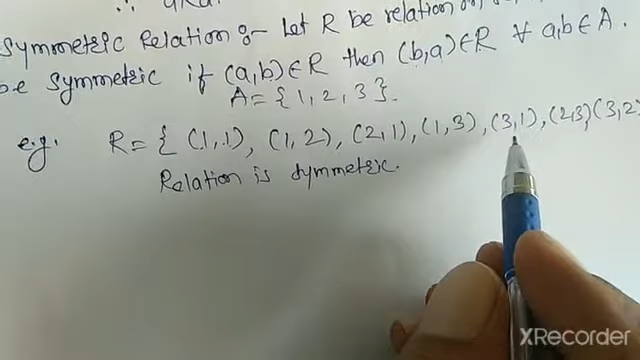 Symmetric Relation :- Let R be relation on
be symmetric if (a,b)∈R then (b,a)∈R ∀ a,b∈A.
A = {1, 2, 3}.
e.g. R = { (1,1), (1,2), (2,1), (1,3), (3,1), (2,3) (3,2)
Relation is symmetric.
XRecorder